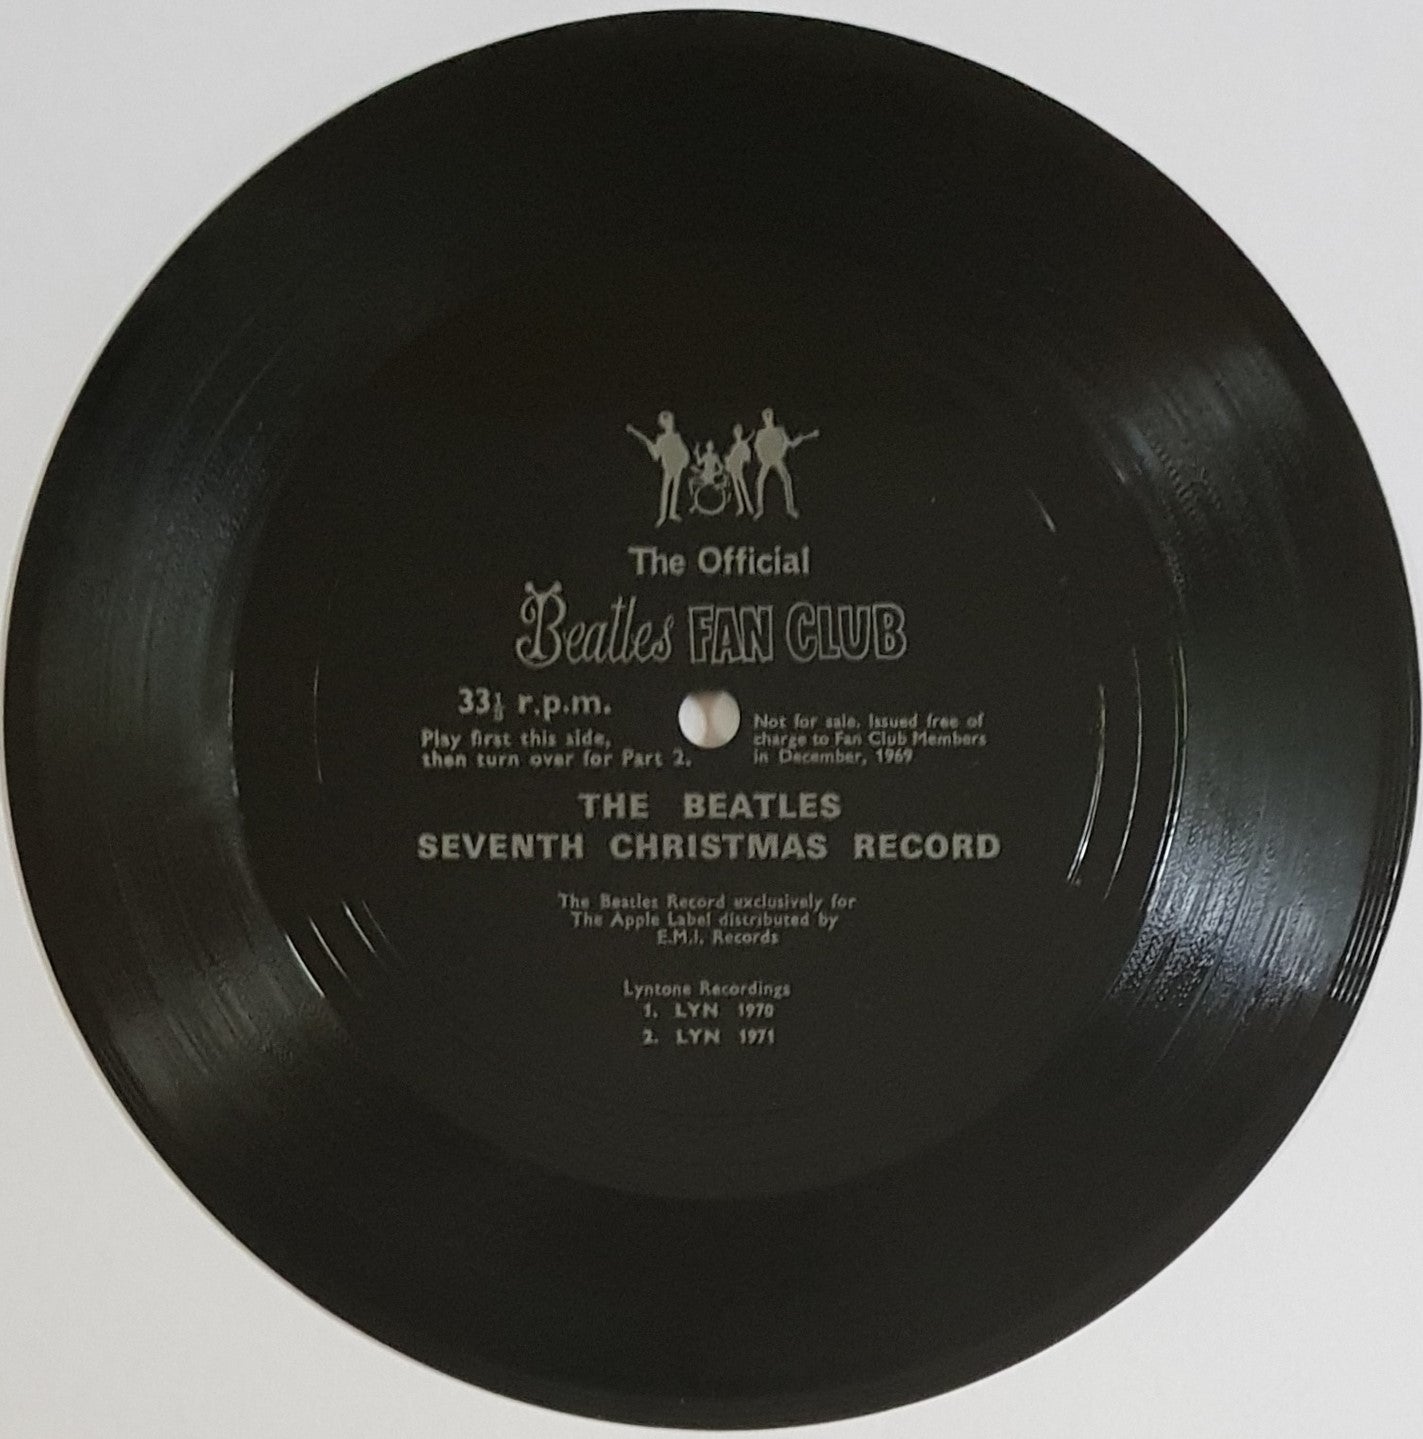 The Official
Beatles FAN CLUB
33⅓ r.p.m.
Play first this side,
then turn over for Part 2.
Not for sale. Issued free of
charge to Fan Club Members
in December, 1969
THE BEATLES
SEVENTH CHRISTMAS RECORD
The Beatles Record exclusively for
The Apple Label distributed by
E.M.I. Records
Lyntone Recordings
1. LYN 1970
2. LYN 1971